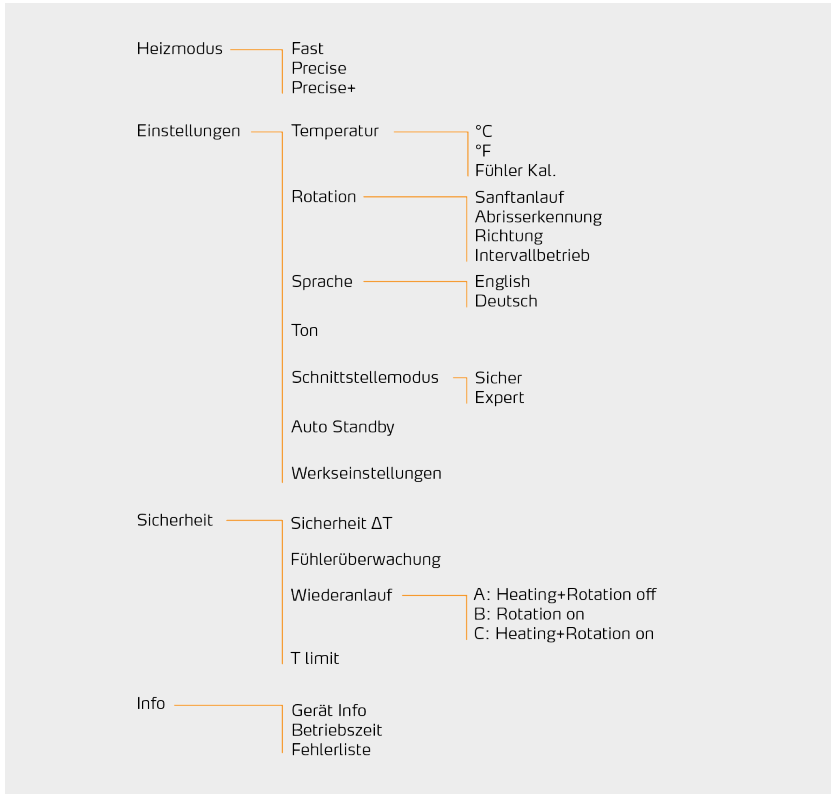 Heizmodus Fast
Precise
Precise+
Einstellungen Temperatur °C
°F
Fühler Kal.
Rotation Sanftanlauf
Abrisserkennung
Richtung
Intervallbetrieb
Sprache English
Deutsch
Ton
Schnittstellemodus Sicher
Expert
Auto Standby
Werkseinstellungen
Sicherheit Sicherheit ΔT
Fühlerüberwachung
Wiederanlauf A: Heating+Rotation off
B: Rotation on
C: Heating+Rotation on
T limit
Info Gerät Info
Betriebszeit
Fehlerliste